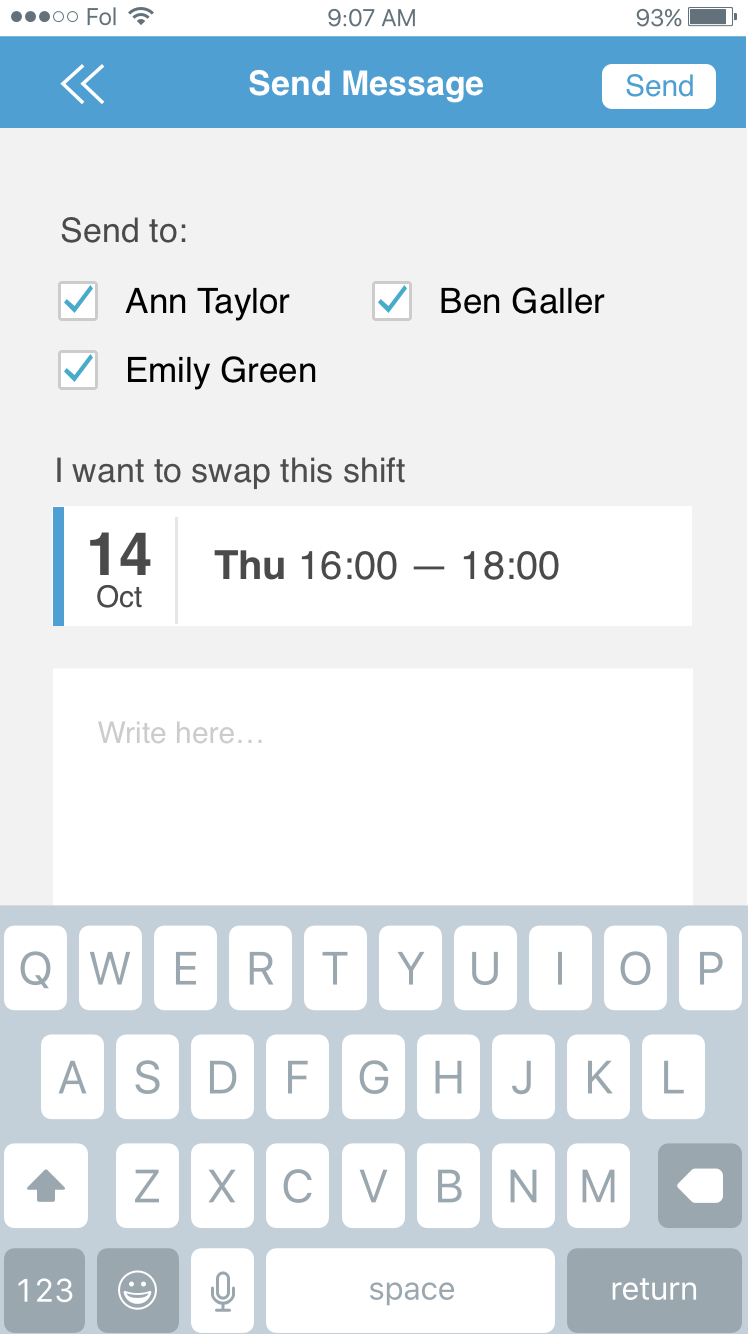 Fol 9:07 AM 93%
Send Message Send
Send to:
Ann Taylor Ben Galler
Emily Green
I want to swap this shift
14
Oct
Thu 16:00 — 18:00
Write here...
Q W E R T Y U I O P
A S D F G H J K L
Z X C V B N M
123 space return